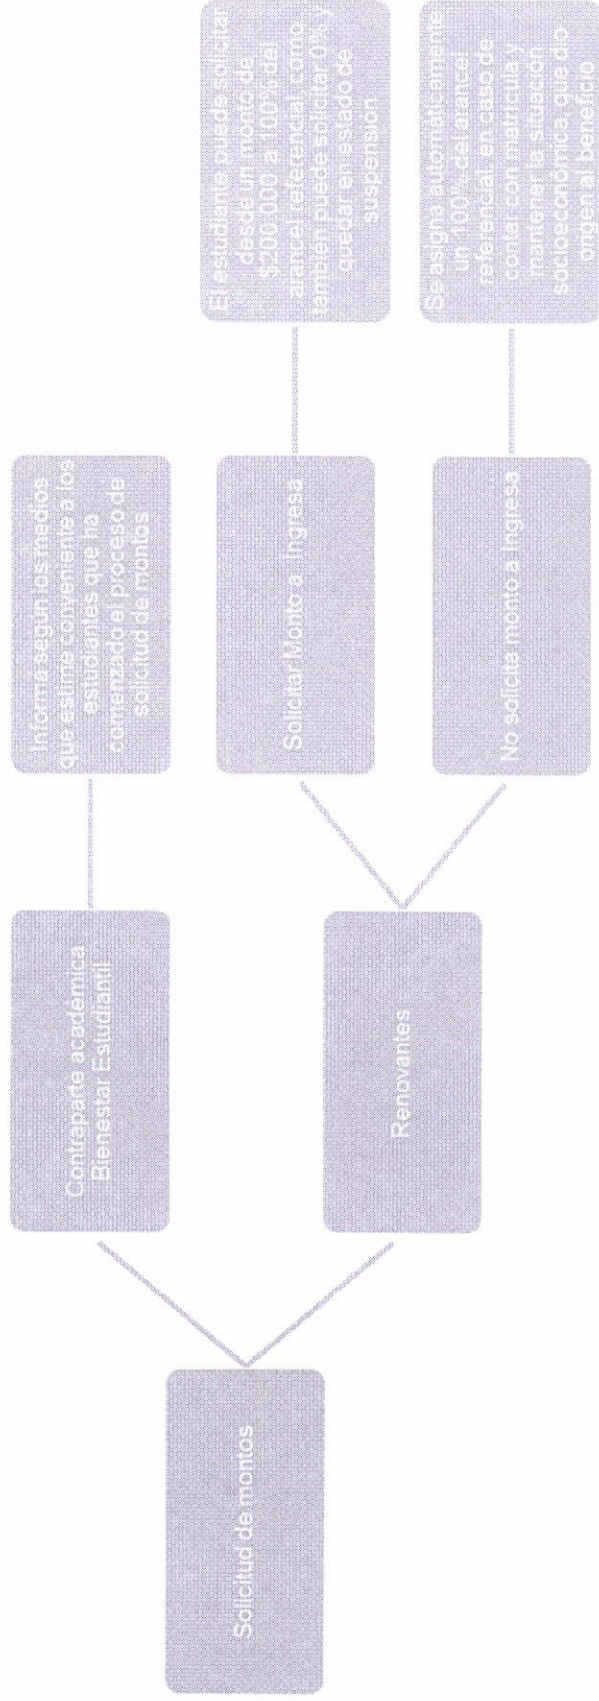 Solicitud de montos
Contraparte académica
Bienestar Estudiantil
Informa según los medios
que estime conveniente a los
estudiantes que ha
comenzado el proceso de
solicitud de montos
Renovantes
Solicitar Monto a Ingresa
El estudiante puede solicitar
desde un monto de
$200.000 a 100% del
arancel referencial como
también puede solicitar 0% y
quedar en estado de
suspensión
No solicita monto a Ingresa
Se asigna automáticamente
un 100% del arancel
referencial en caso de
contar con matrícula y
mantener la situación
socioeconómica que dio
origen al beneficio